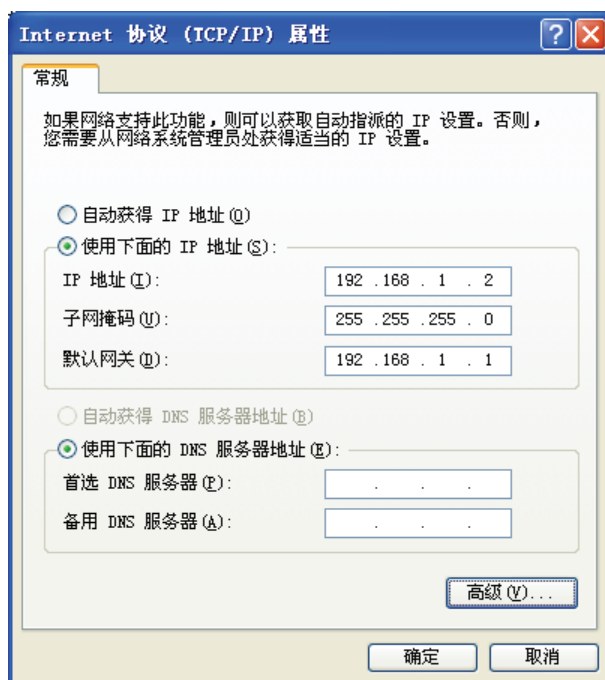 Internet 协议 (TCP/IP) 属性
常规
如果网络支持此功能，则可以获取自动指派的 IP 设置。否则，
您需要从网络系统管理员处获得适当的 IP 设置。
自动获得 IP 地址(O)
使用下面的 IP 地址(S):
IP 地址(I): 192 .168 . 1 . 2
子网掩码(U): 255 .255 .255 . 0
默认网关(D): 192 .168 . 1 . 1
自动获得 DNS 服务器地址(B)
使用下面的 DNS 服务器地址(E):
首选 DNS 服务器(P): . . .
备用 DNS 服务器(A): . . .
高级(V)...
确定 取消